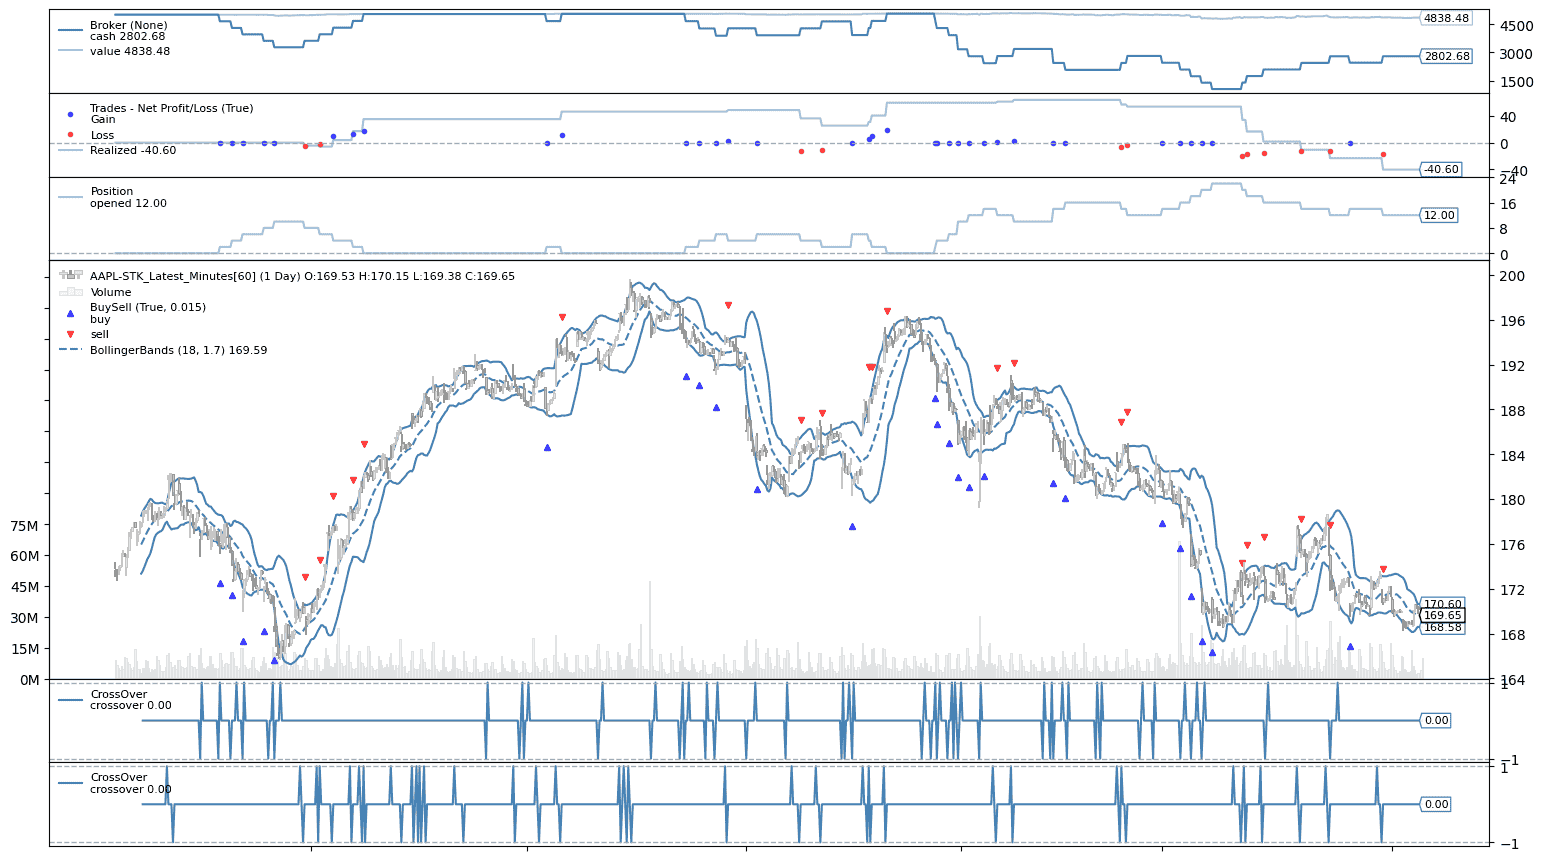 Broker (None)
cash 2802.68
value 4838.48
4838.48
4500
3000
2802.68
1500
Trades - Net Profit/Loss (True)
Gain
Loss
Realized -40.60
40
0
−40
-40.60
Position
opened 12.00
24
16
12.00
8
0
AAPL-STK_Latest_Minutes[60] (1 Day) O:169.53 H:170.15 L:169.38 C:169.65
Volume
BuySell (True, 0.015)
buy
sell
BollingerBands (18, 1.7) 169.59
200
196
192
188
184
180
176
172
170.60
169.65
168.58
168
164
75M
60M
45M
30M
15M
0M
CrossOver
crossover 0.00
1
0.00
−1
CrossOver
crossover 0.00
1
0.00
−1